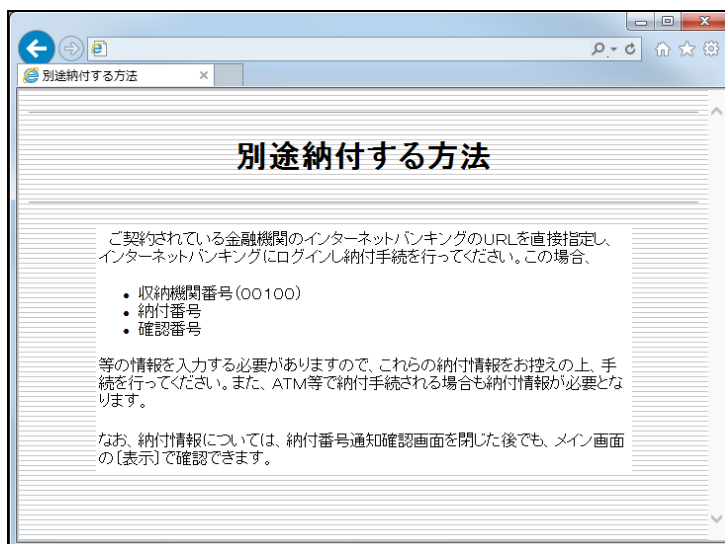 別途納付する方法
別途納付する方法
ご契約されている金融機関のインターネットバンキングのURLを直接指定し、
インターネットバンキングにログインし納付手続を行ってください。この場合、
• 収納機関番号(00100)
• 納付番号
• 確認番号
等の情報を入力する必要がありますので、これらの納付情報をお控えの上、手
続を行ってください。また、ATM等で納付手続される場合も納付情報が必要とな
ります。
なお、納付情報については、納付番号通知確認画面を閉じた後でも、メイン画面
の〔表示〕で確認できます。